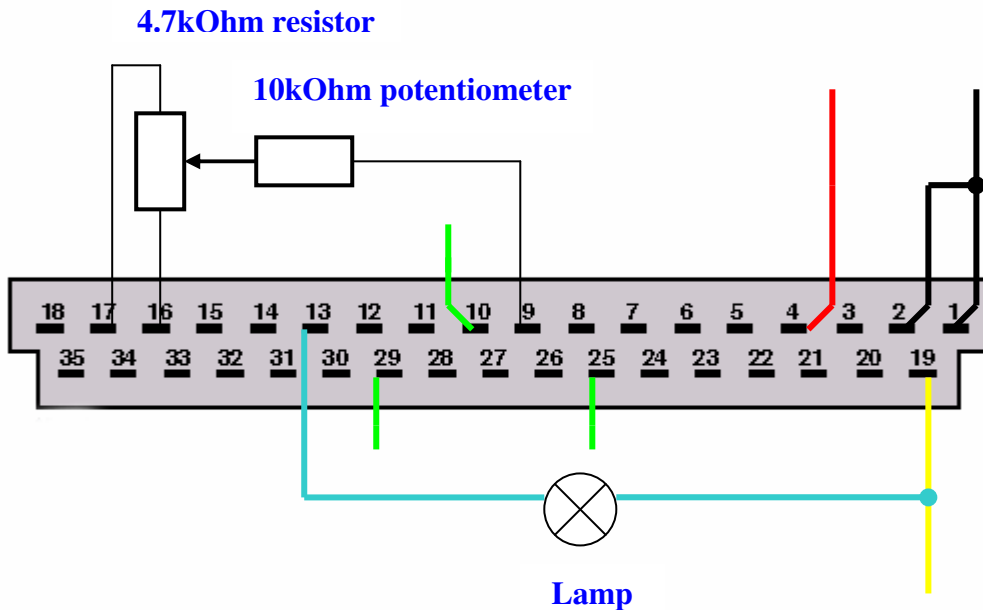 4.7kOhm resistor
10kOhm potentiometer
18 17 16 15 14 13 12 11 10 9 8 7 6 5 4 3 2 1
35 34 33 32 31 30 29 28 27 26 25 24 23 22 21 20 19
Lamp